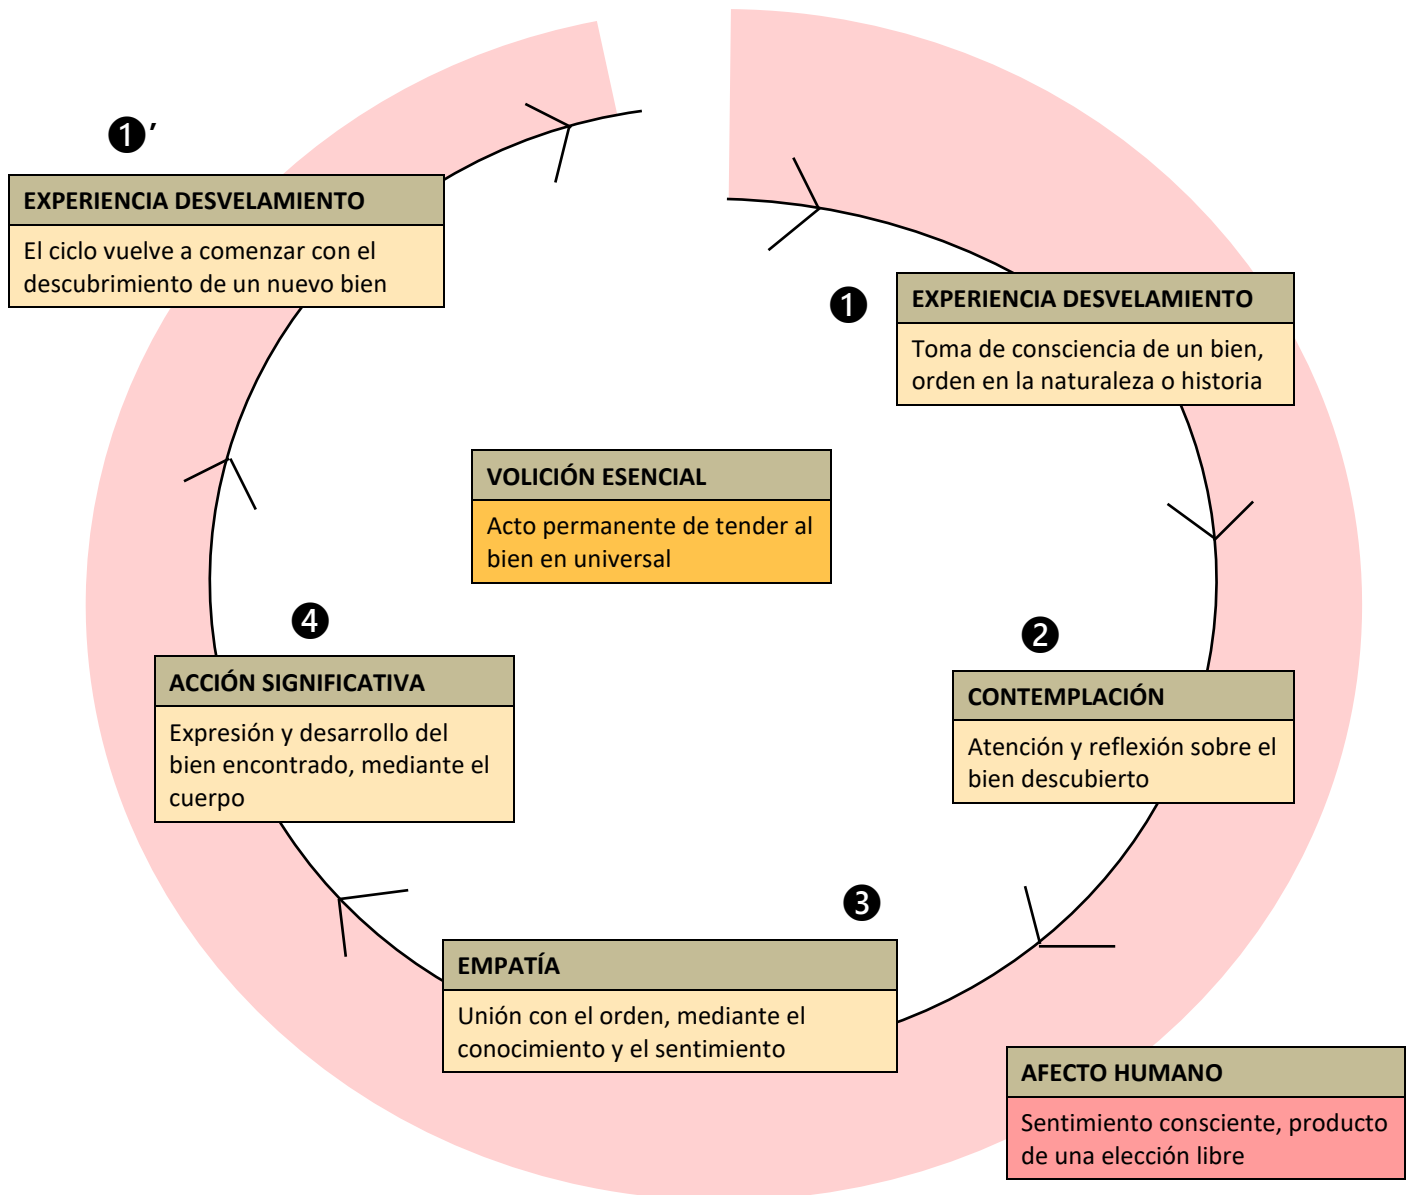 ❶’
EXPERIENCIA DESVELAMIENTO
El ciclo vuelve a comenzar con el
descubrimiento de un nuevo bien
❶
EXPERIENCIA DESVELAMIENTO
Toma de consciencia de un bien,
orden en la naturaleza o historia
VOLICIÓN ESENCIAL
Acto permanente de tender al
bien en universal
❹
ACCIÓN SIGNIFICATIVA
Expresión y desarrollo del
bien encontrado, mediante el
cuerpo
❷
CONTEMPLACIÓN
Atención y reflexión sobre el
bien descubierto
❸
EMPATÍA
Unión con el orden, mediante el
conocimiento y el sentimiento
AFECTO HUMANO
Sentimiento consciente, producto
de una elección libre